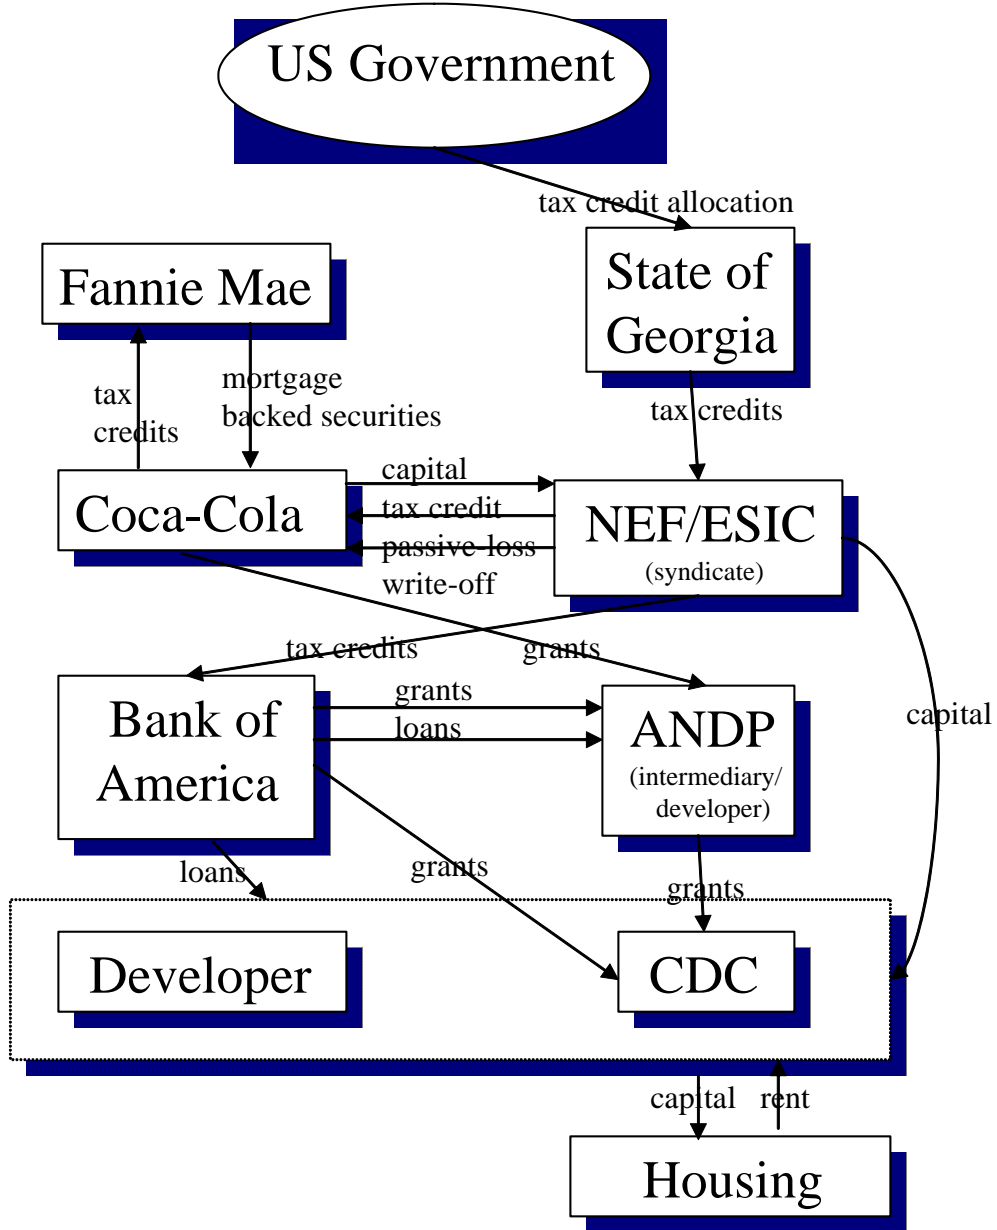 US Government
tax credit allocation
Fannie Mae
State of
Georgia
tax
credits
mortgage
backed securities
tax credits
Coca-Cola
capital
tax credit
passive-loss
write-off
NEF/ESIC
(syndicate)
tax credits
grants
Bank of
America
grants
loans
ANDP
(intermediary/
developer)
capital
loans
grants
grants
Developer
CDC
capital
rent
Housing